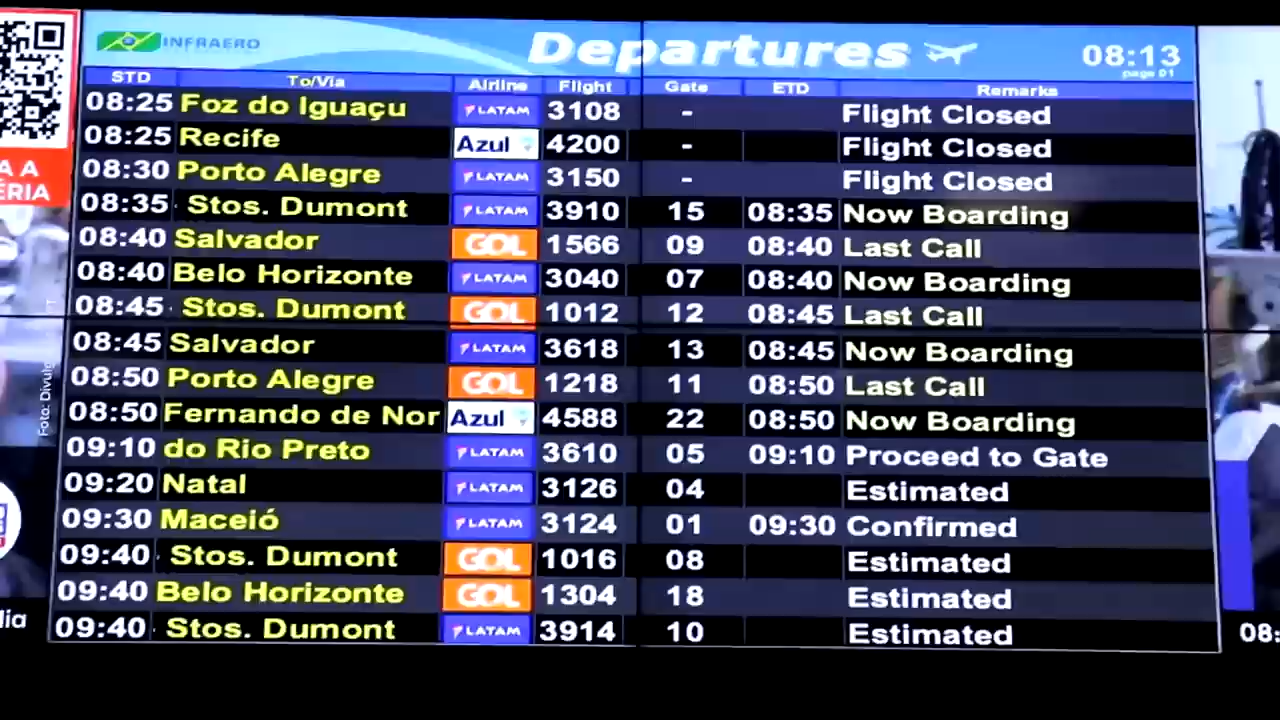 INFRAERO Departures 08:13
page 01
STD To/Via Airline Flight Gate ETD Remarks
08:25 Foz do Iguaçu LATAM 3108 - Flight Closed
08:25 Recife Azul 4200 - Flight Closed
08:30 Porto Alegre LATAM 3150 - Flight Closed
08:35 Stos. Dumont LATAM 3910 15 08:35 Now Boarding
08:40 Salvador GOL 1566 09 08:40 Last Call
08:40 Belo Horizonte LATAM 3040 07 08:40 Now Boarding
08:45 Stos. Dumont GOL 1012 12 08:45 Last Call
08:45 Salvador LATAM 3618 13 08:45 Now Boarding
08:50 Porto Alegre GOL 1218 11 08:50 Last Call
08:50 Fernando de Nor Azul 4588 22 08:50 Now Boarding
09:10 do Rio Preto LATAM 3610 05 09:10 Proceed to Gate
09:20 Natal LATAM 3126 04 Estimated
09:30 Maceió LATAM 3124 01 09:30 Confirmed
09:40 Stos. Dumont GOL 1016 08 Estimated
09:40 Belo Horizonte GOL 1304 18 Estimated
09:40 Stos. Dumont LATAM 3914 10 Estimated
A A
ÉRIA
Foto: Divulg
dia
08: